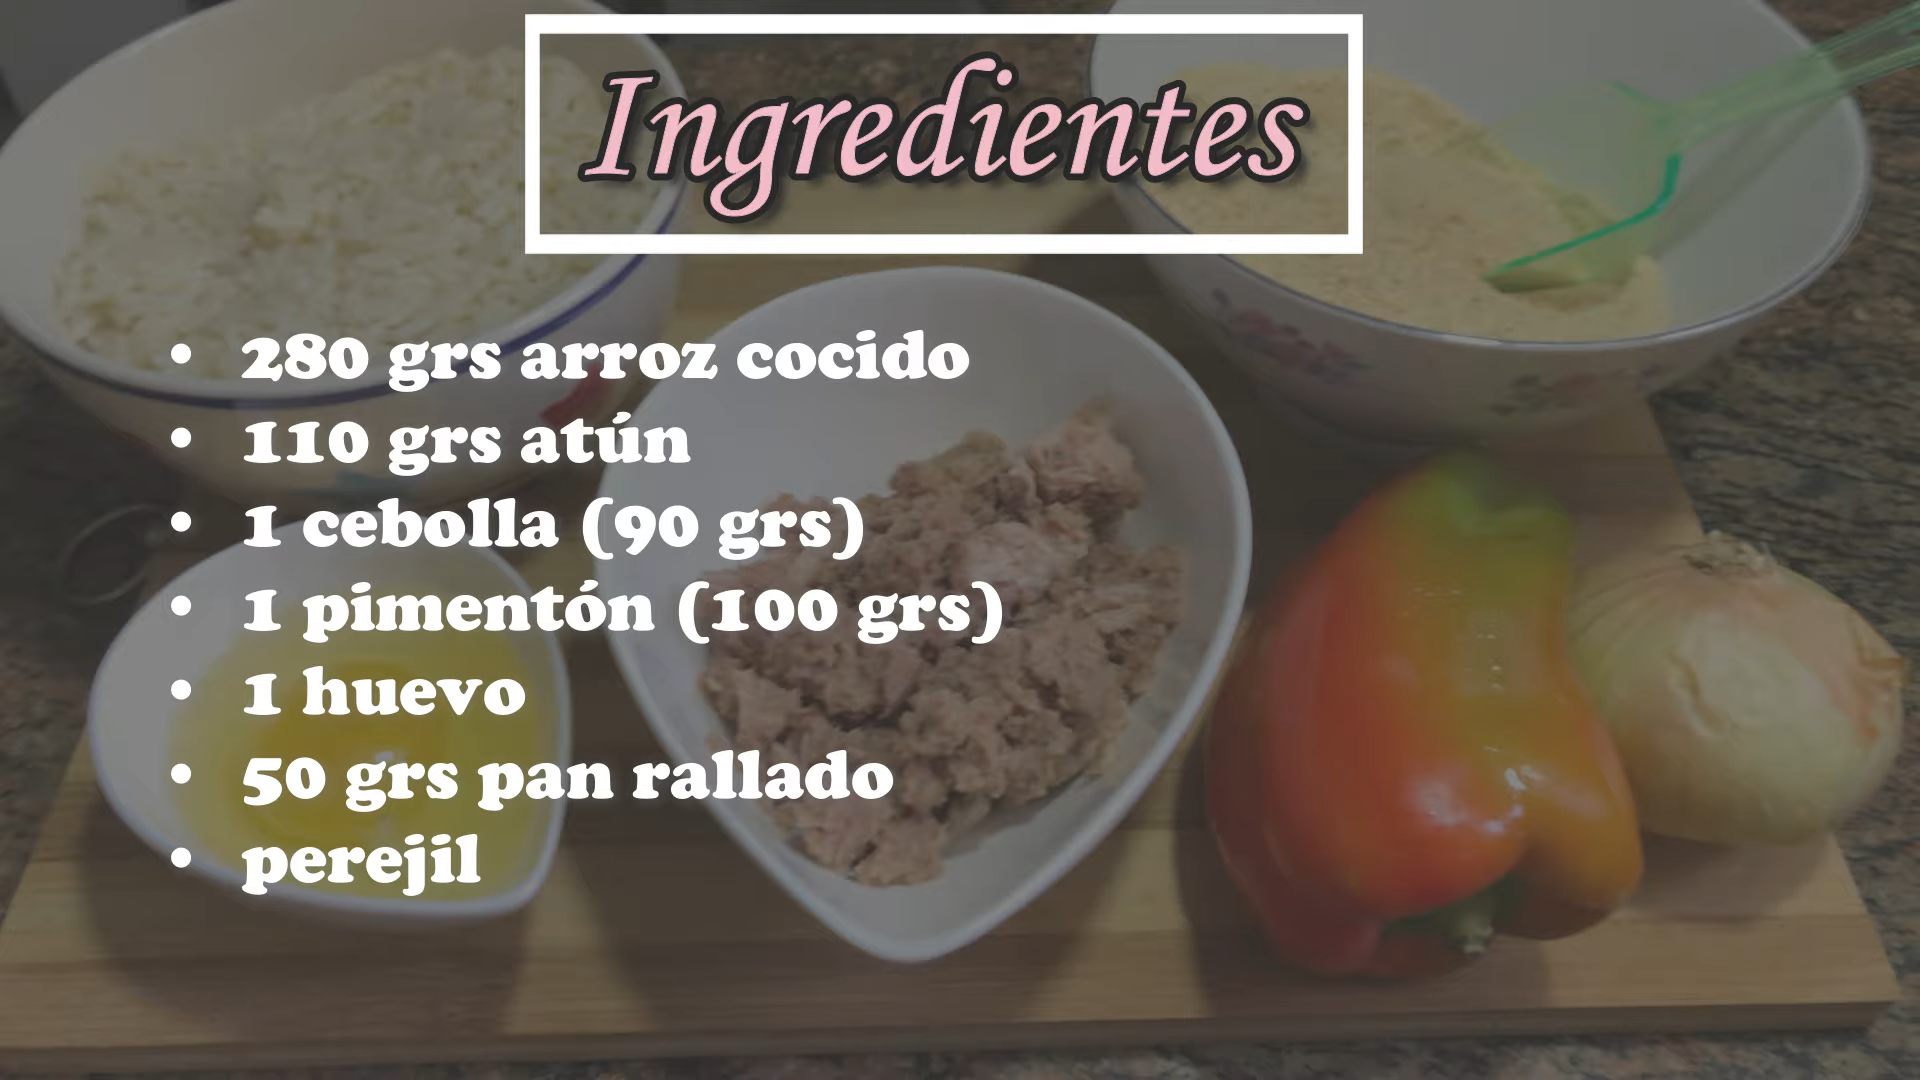 Ingredientes
• 280 grs arroz cocido
• 110 grs atún
• 1 cebolla (90 grs)
• 1 pimentón (100 grs)
• 1 huevo
• 50 grs pan rallado
• perejil